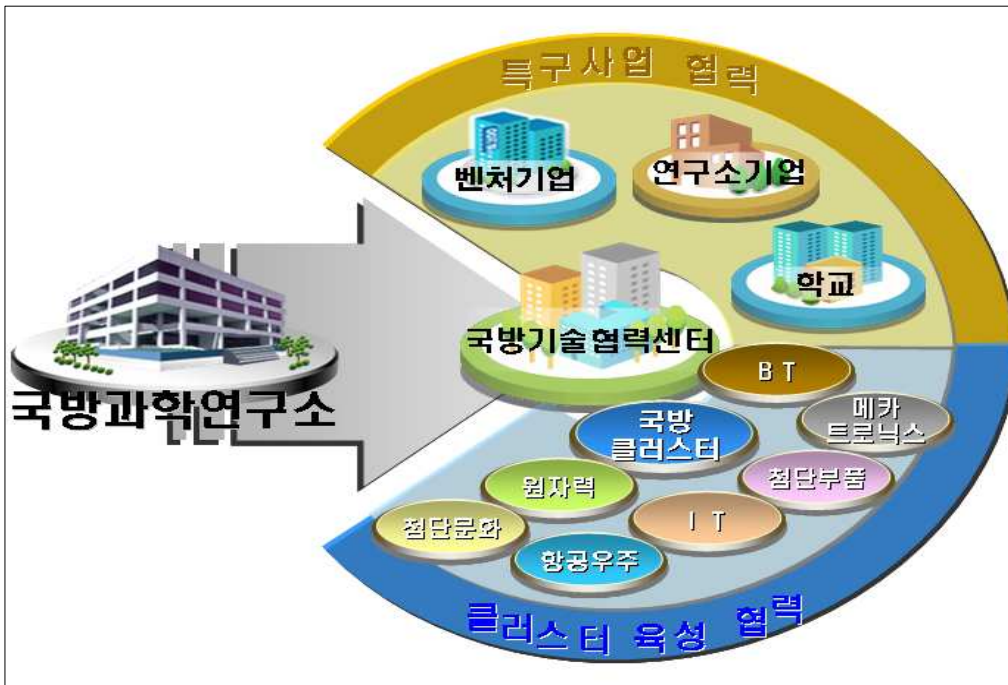 특구사업 협력
벤처기업
연구소기업
학교
국방기술협력센터
국방과학연구소
BT
메카
트로닉스
국방
클러스터
첨단부품
원자력
IT
첨단문화
항공우주
클러스터 육성 협력